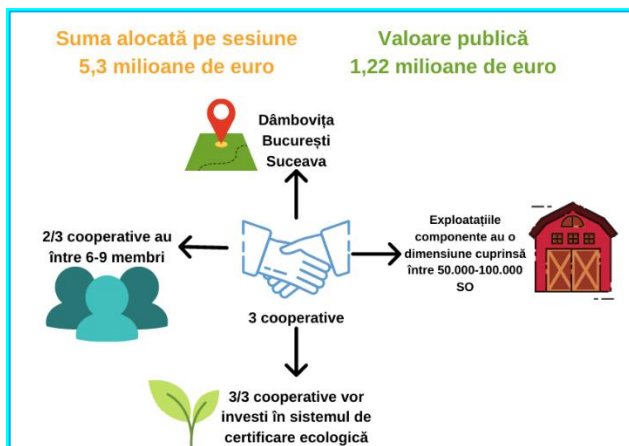 Suma alocată pe sesiune
5,3 milioane de euro
Valoare publică
1,22 milioane de euro
Dâmbovița
București
Suceava
2/3 cooperative au
între 6-9 membri
Exploatațiile
componente au o
dimensiune cuprinsă
între 50.000-100.000
SO
3 cooperative
3/3 cooperative vor
investi în sistemul de
certificare ecologică